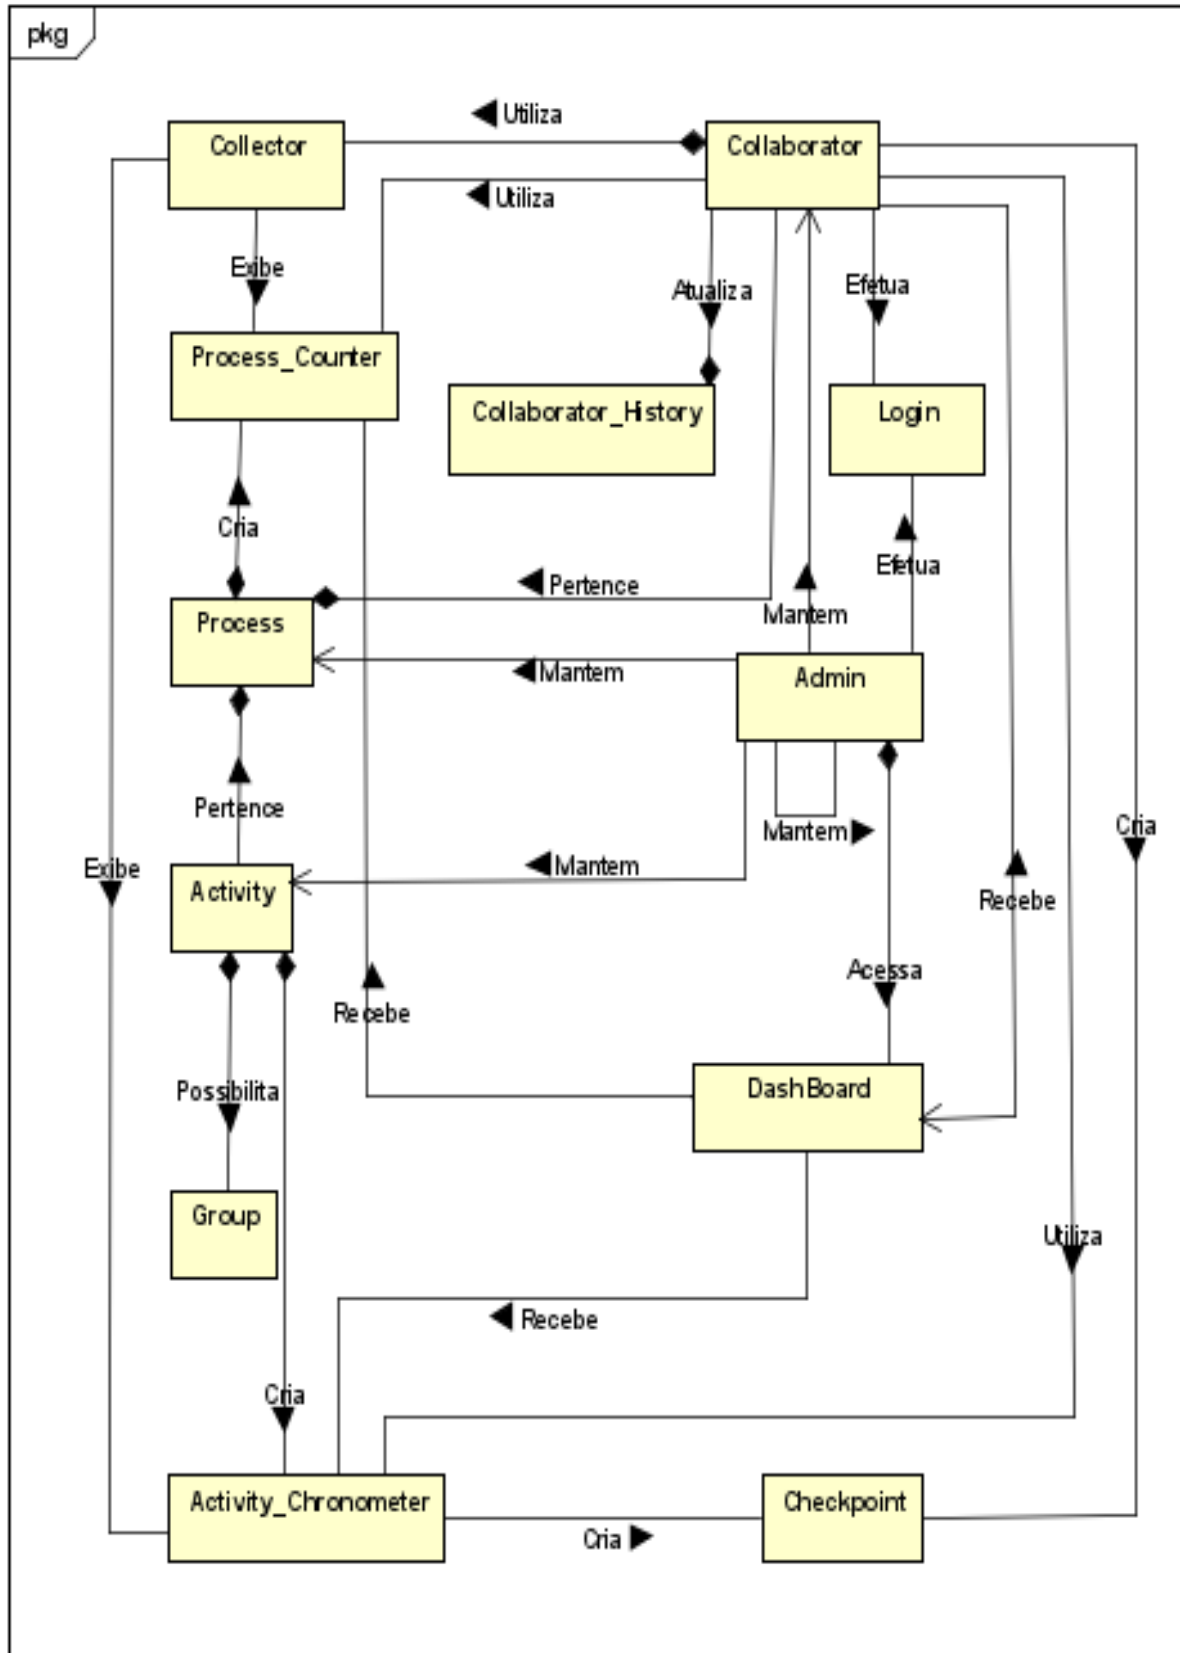 pkg
Utiliza
Collector
Collaborator
Utiliza
Exibe
Atualiza
Efetua
Process_Counter
Collaborator_History
Login
Cria
Efetua
Pertence
Process
Mantem
Mantem
Admin
Pertence
Mantem
Cria
Exibe
Mantem
Activity
Recebe
Acessa
Recebe
Possibilita
DashBoard
Group
Utiliza
Recebe
Cria
Activity_Chronometer
Checkpoint
Cria